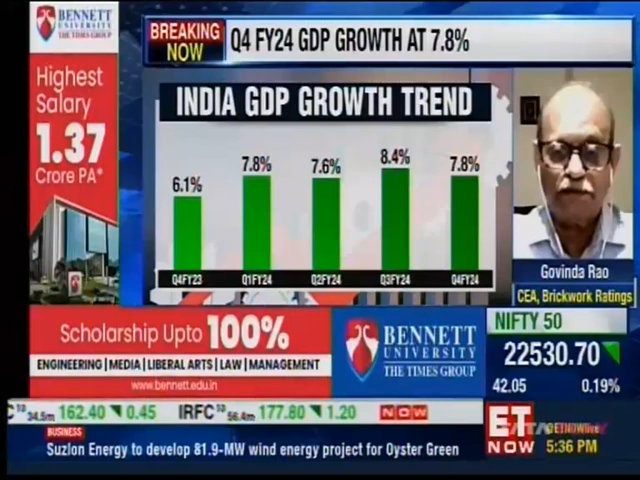 BENNETT
UNIVERSITY
THE TIMES GROUP
Highest
Salary
1.37
Crore PA*
BREAKING
NOW
Q4 FY24 GDP GROWTH AT 7.8%
INDIA GDP GROWTH TREND
6.1%
7.8%
7.6%
8.4%
7.8%
Q4FY23
Q1FY24
Q2FY24
Q3FY24
Q4FY24
Govinda Rao
CEA, Brickwork Ratings
Scholarship Upto 100%
ENGINEERING | MEDIA | LIBERAL ARTS | LAW | MANAGEMENT
www.bennett.edu.in
BENNETT
UNIVERSITY
THE TIMES GROUP
NIFTY 50
22530.70
42.05 0.19%
34.5m 162.40 0.45 IRFC 56.4m 177.80 1.20 NOW
BUSINESS
Suzlon Energy to develop 81.9-MW wind energy project for Oyster Green
ET
NOW
5:36 PM